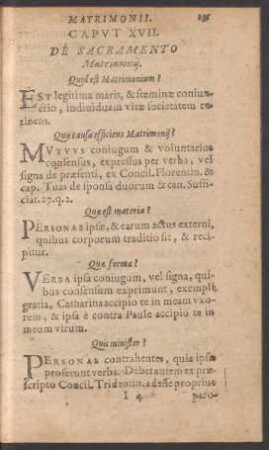 MATRIMONII.
CAPVT XVII.
DE SACRAMENTO
Matrimonij.
Quid est Matrimonium?
EST legitima maris, & fœminæ coniun-
ctio, indiuiduam vitæ societatem re-
tinens.
Quæ causa efficiens Matrimonij?
MVTVVS coniugum & voluntarius
consensus, expressus per verba, vel
signa de præsenti, ex Concil. Florentin. &
cap. Tuas de sponsa duorum & can. Suffi-
ciat. 27. q. 2.
Quæ est materia?
PERSONAE ipsæ, & earum actus externi,
quibus corporum traditio fit, & reci-
pitur.
Quæ forma?
VERBA ipsa coniugum, vel signa, qui-
bus consensum exprimunt, exempli
gratia, Catharina accipio te in meam vxo-
rem, & ipsa è contra Paule accipio te in
meum virum.
Quis minister?
PERSONAE contrahentes, quia ipsæ
proferunt verba. Debet autem ex præ-
scripto Concil. Tridentin. adesse proprius
I 4 paro-